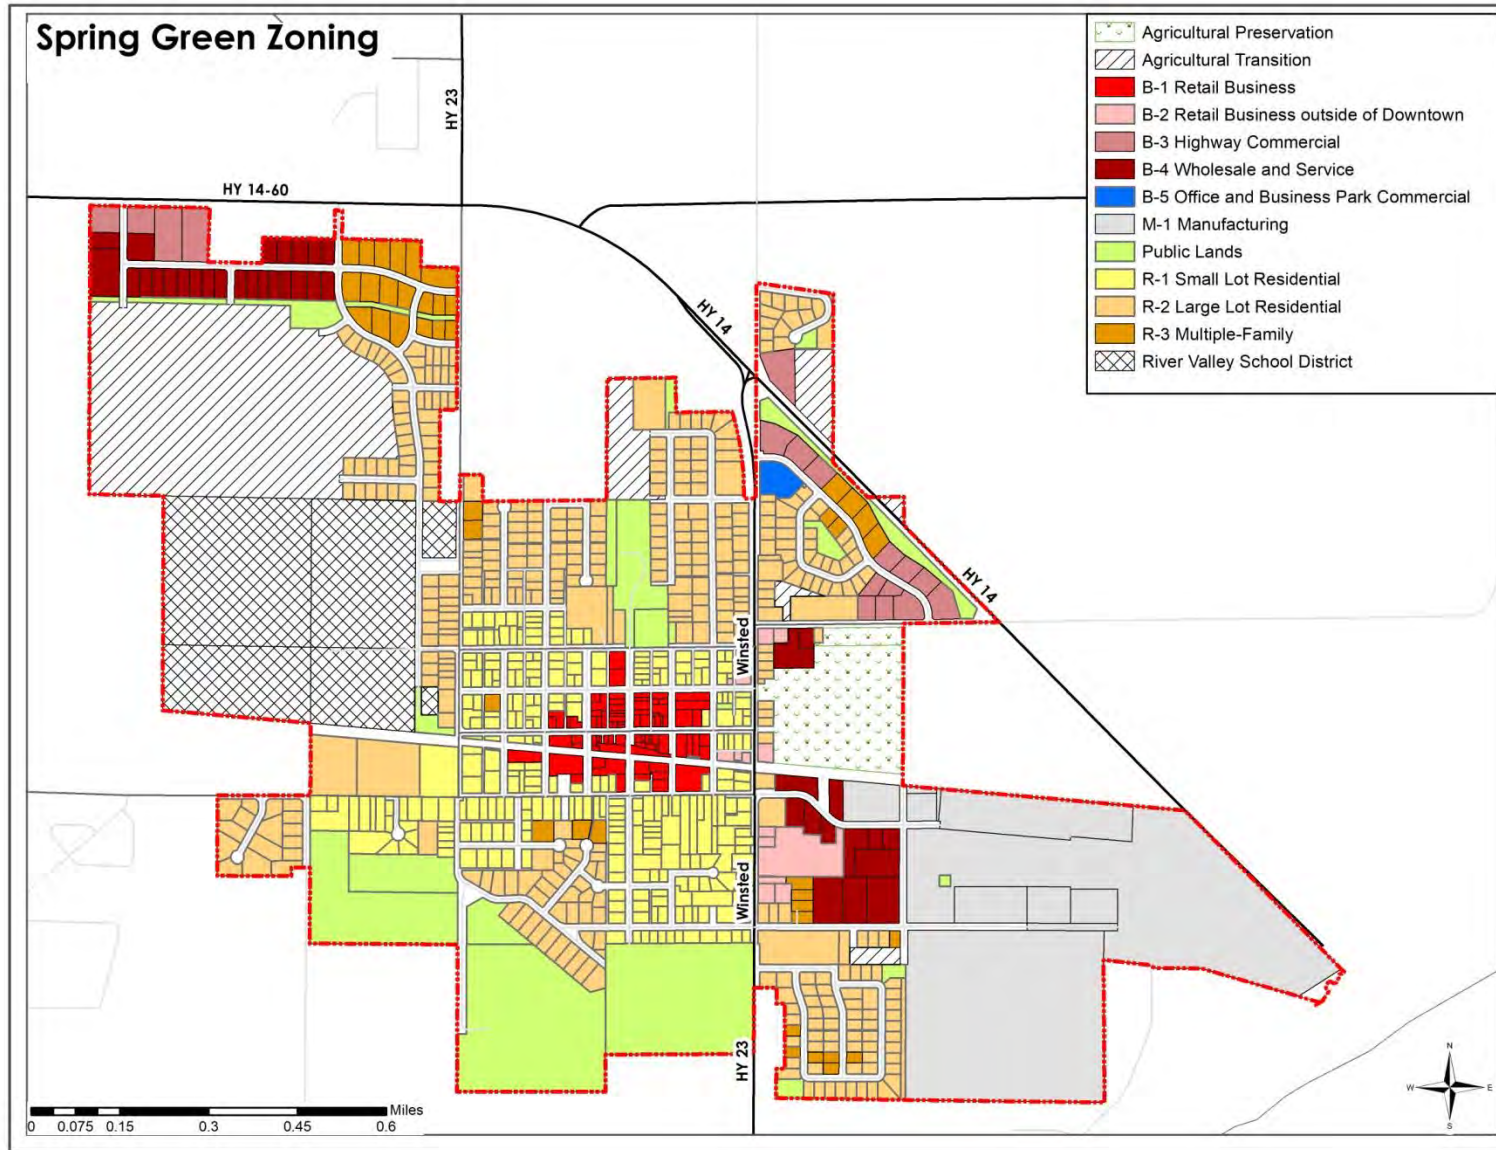 Spring Green Zoning
Agricultural Preservation
Agricultural Transition
B-1 Retail Business
B-2 Retail Business outside of Downtown
B-3 Highway Commercial
B-4 Wholesale and Service
B-5 Office and Business Park Commercial
M-1 Manufacturing
Public Lands
R-1 Small Lot Residential
R-2 Large Lot Residential
R-3 Multiple-Family
River Valley School District
HY 23
HY 14-60
HY 14
HY 14
Winsted
Winsted
HY 23
Miles
0 0.075 0.15 0.3 0.45 0.6
N
W E
S